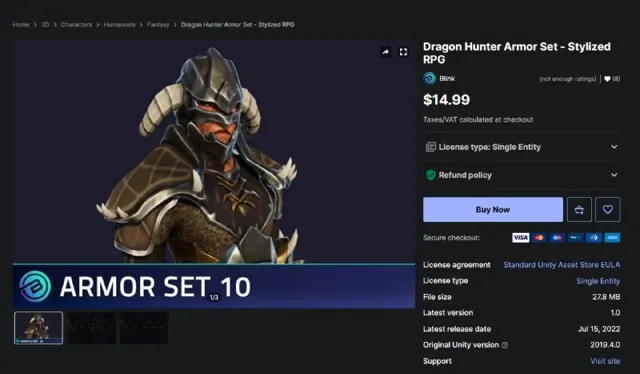 Home > 3D > Characters > Humanoids > Fantasy > Dragon Hunter Armor Set - Stylized RPG
Dragon Hunter Armor Set - Stylized
RPG
Blink
(not enough ratings) | (8)
$14.99
Taxes/VAT calculated at checkout
License type: Single Entity
Refund policy
Buy Now
Secure checkout:
VISA
License agreement Standard Unity Asset Store EULA
License type Single Entity
File size 27.8 MB
Latest version 1.0
Latest release date Jul 15, 2022
Original Unity version 2019.4.0
Support Visit site
ARMOR SET 10
1/3
ARMOR SET 10